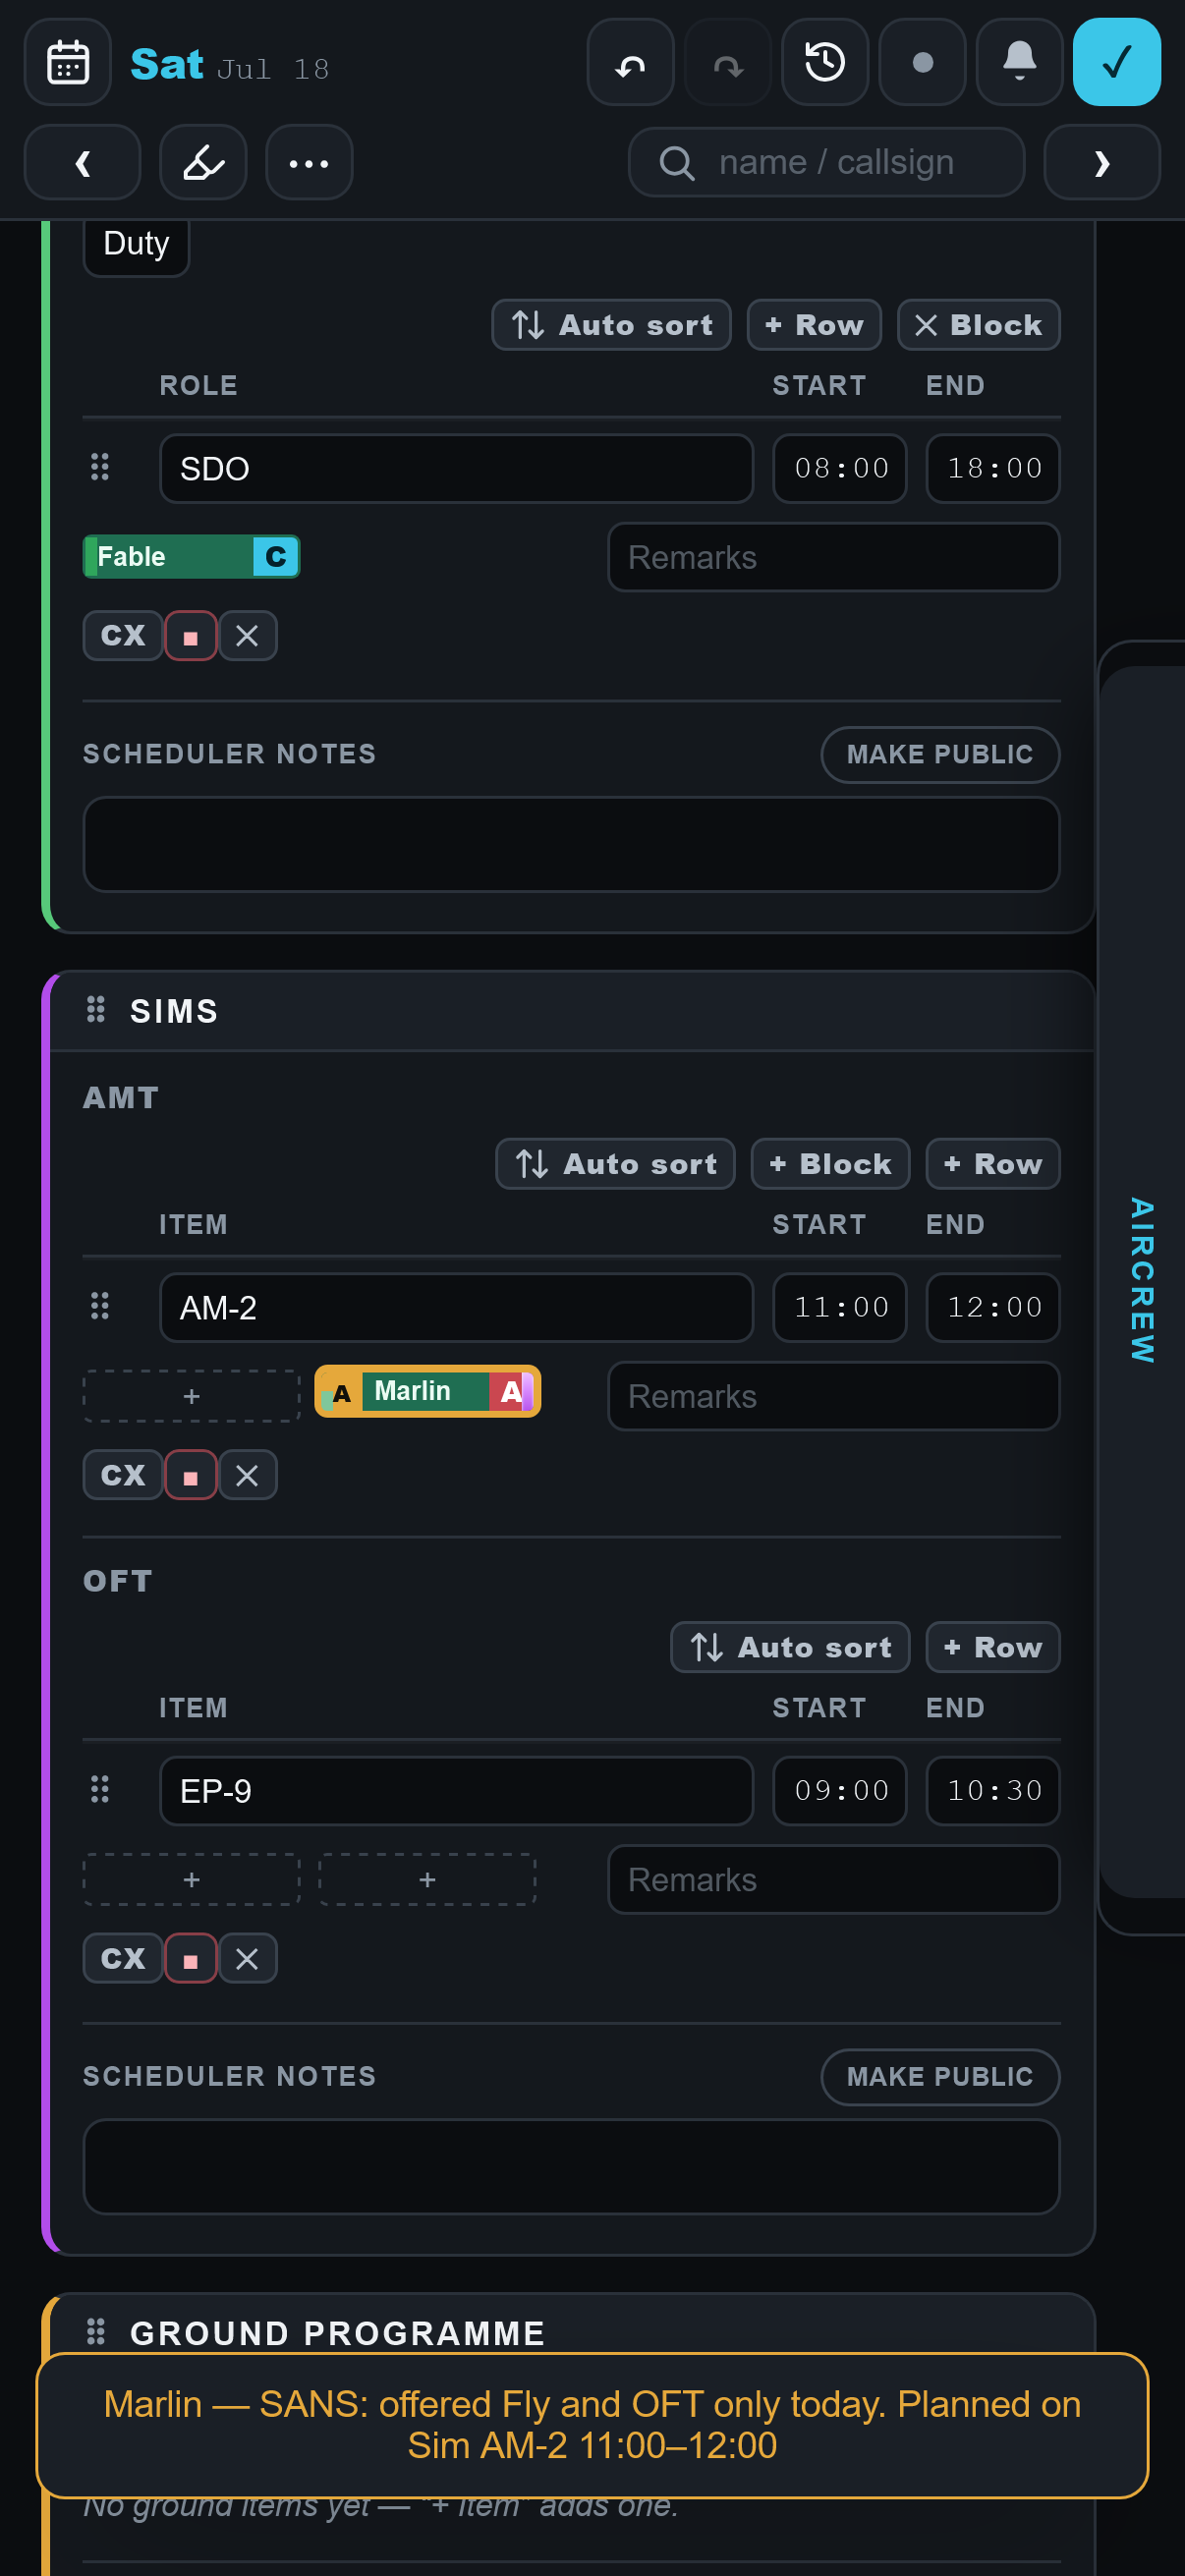 Sat Jul 18
name / callsign
Duty
Auto sort + Row × Block
ROLE START END
SDO 08:00 18:00
Fable C Remarks
CX
SCHEDULER NOTES MAKE PUBLIC
SIMS
AMT
Auto sort + Block + Row
ITEM START END
AM-2 11:00 12:00
+ A Marlin A Remarks
CX
OFT
Auto sort + Row
ITEM START END
EP-9 09:00 10:30
+ + Remarks
CX
SCHEDULER NOTES MAKE PUBLIC
AIRCREW
GROUND PROGRAMME
Marlin — SANS: offered Fly and OFT only today. Planned on
Sim AM-2 11:00–12:00
No ground items yet — "+ Item" adds one.